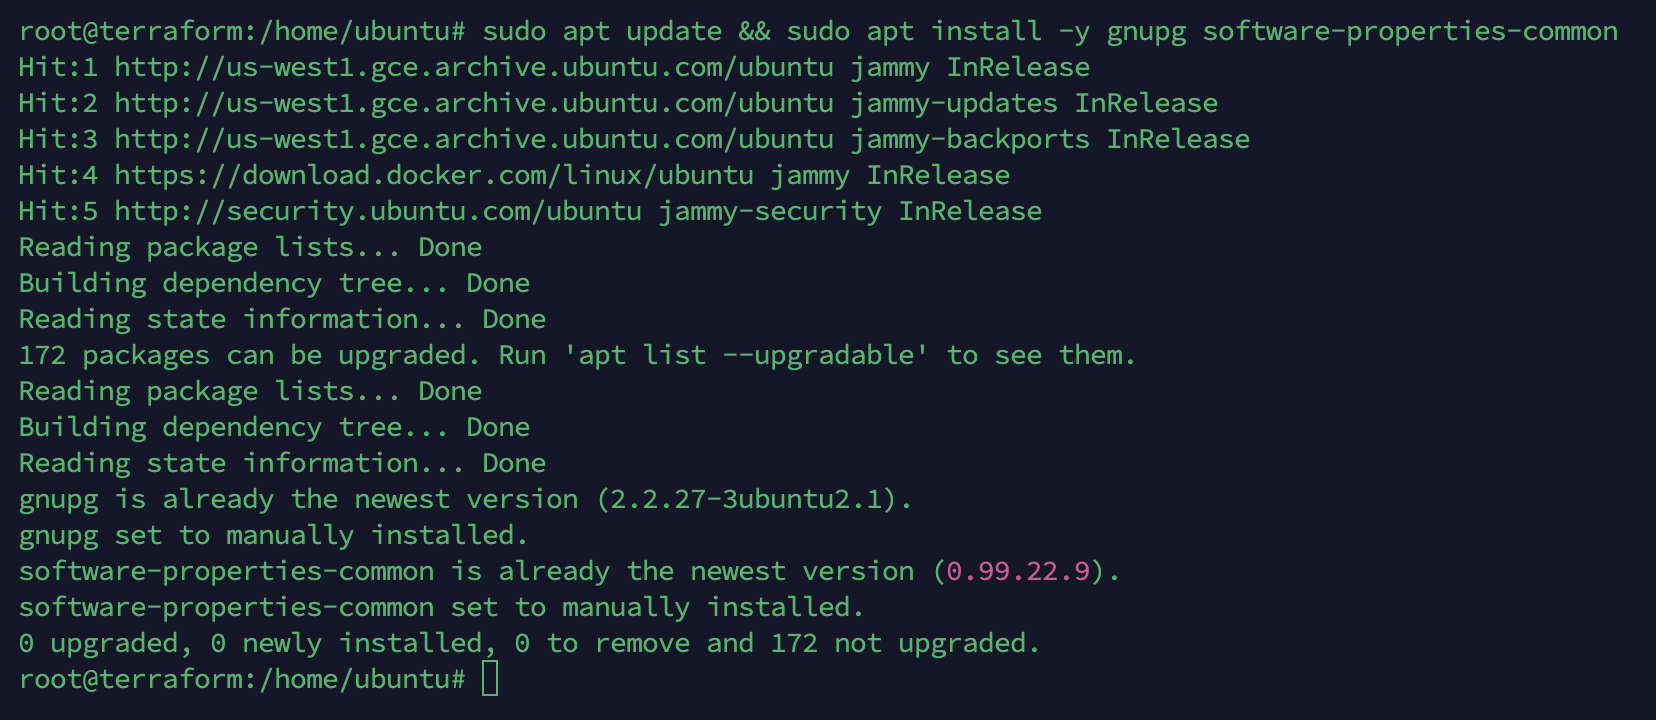 root@terraform:/home/ubuntu# sudo apt update && sudo apt install -y gnupg software-properties-common
Hit:1 http://us-west1.gce.archive.ubuntu.com/ubuntu jammy InRelease
Hit:2 http://us-west1.gce.archive.ubuntu.com/ubuntu jammy-updates InRelease
Hit:3 http://us-west1.gce.archive.ubuntu.com/ubuntu jammy-backports InRelease
Hit:4 https://download.docker.com/linux/ubuntu jammy InRelease
Hit:5 http://security.ubuntu.com/ubuntu jammy-security InRelease
Reading package lists... Done
Building dependency tree... Done
Reading state information... Done
172 packages can be upgraded. Run 'apt list --upgradable' to see them.
Reading package lists... Done
Building dependency tree... Done
Reading state information... Done
gnupg is already the newest version (2.2.27-3ubuntu2.1).
gnupg set to manually installed.
software-properties-common is already the newest version (0.99.22.9).
software-properties-common set to manually installed.
0 upgraded, 0 newly installed, 0 to remove and 172 not upgraded.
root@terraform:/home/ubuntu#